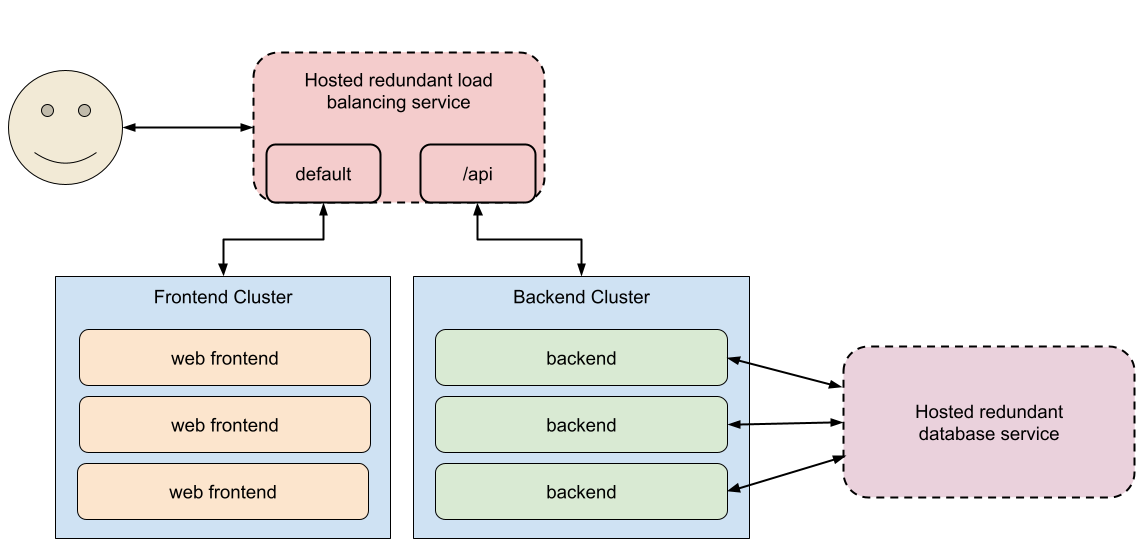 Hosted redundant load
balancing service
default
/api
Frontend Cluster
web frontend
web frontend
web frontend
Backend Cluster
backend
backend
backend
Hosted redundant
database service